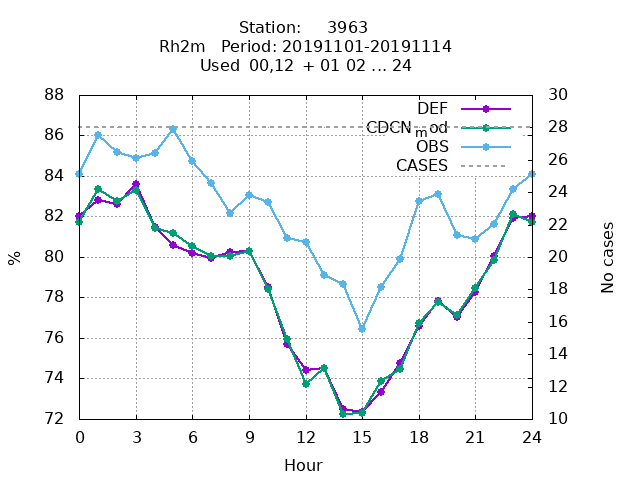 Station: 3963
Rh2m Period: 20191101-20191114
Used 00,12 + 01 02 ... 24
88 30
DEF
86 28
CDCN_mod
OBS
84 26
CASES
82 24
80 22
78 20
76 18
74 16
72 14
12
10
%
No cases
0 3 6 9 12 15 18 21 24
Hour